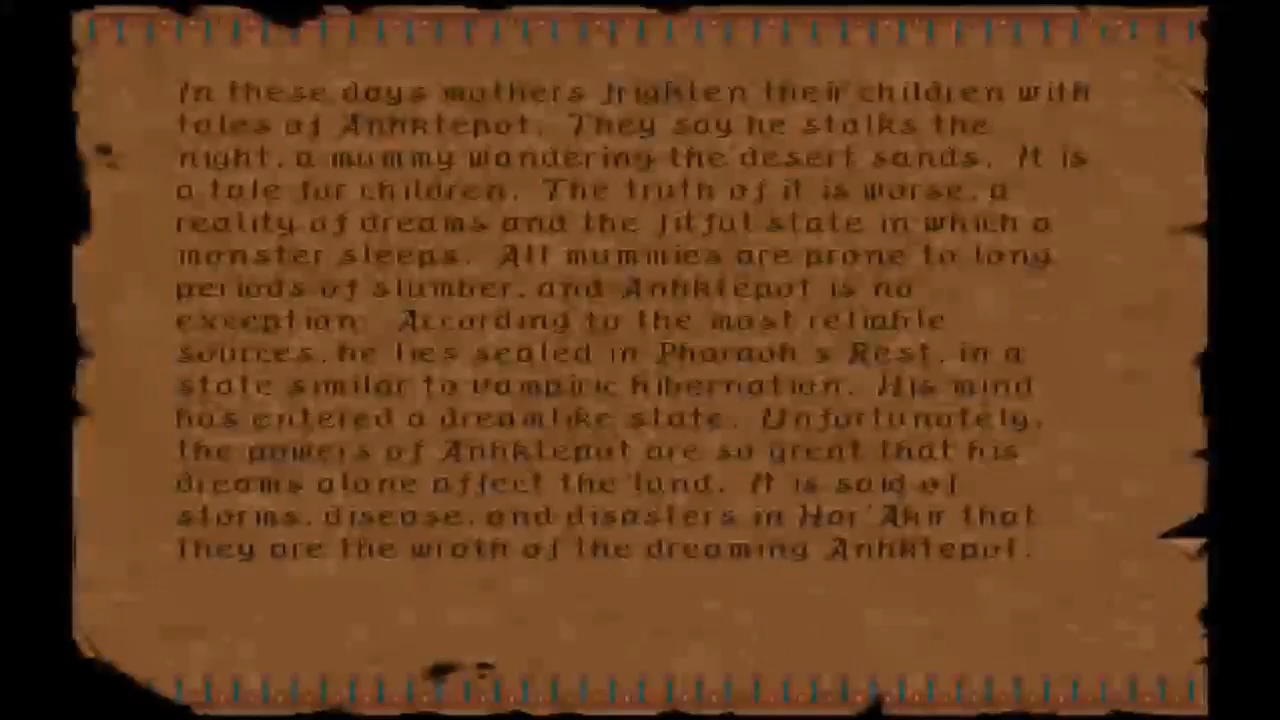 In these days mothers frighten their children with
tales of Anhktepot. They say he stalks the
night, a mummy wandering the desert sands. It is
a tale for children. The truth of it is worse, a
reality of dreams and the fitful state in which a
monster sleeps. All mummies are prone to long
periods of slumber, and Anhktepot is no
exception. According to the most reliable
sources, he lies sealed in Pharaoh's Rest, in a
state similar to vampiric hibernation. His mind
has entered a dreamlike state. Unfortunately,
the powers of Anhktepot are so great that his
dreams alone affect the land. It is said of
storms, disease, and disasters in Har'Akir that
they are the wrath of the dreaming Anhktepot.